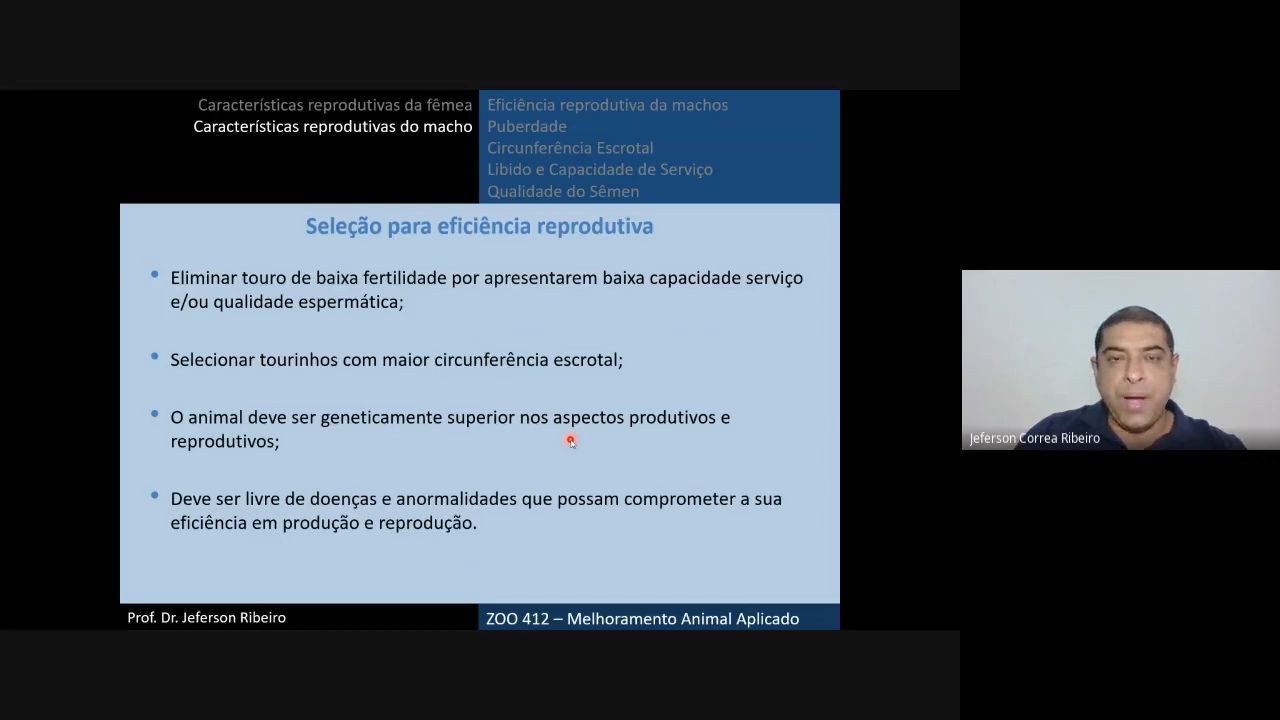 Características reprodutivas da fêmea
Características reprodutivas do macho
Eficiência reprodutiva da machos
Puberdade
Circunferência Escrotal
Libido e Capacidade de Serviço
Qualidade do Sêmen
Seleção para eficiência reprodutiva
• Eliminar touro de baixa fertilidade por apresentarem baixa capacidade serviço
e/ou qualidade espermática;
• Selecionar tourinhos com maior circunferência escrotal;
• O animal deve ser geneticamente superior nos aspectos produtivos e
reprodutivos;
• Deve ser livre de doenças e anormalidades que possam comprometer a sua
eficiência em produção e reprodução.
Prof. Dr. Jeferson Ribeiro
ZOO 412 – Melhoramento Animal Aplicado
Jeferson Correa Ribeiro